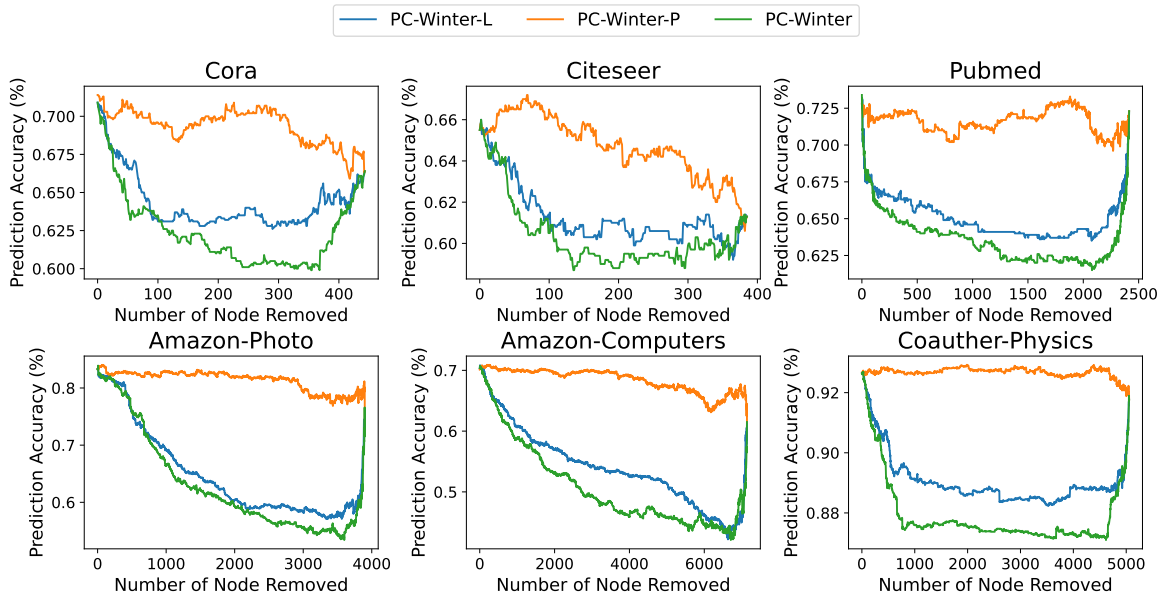 PC-Winter-L PC-Winter-P PC-Winter
Cora Citeseer Pubmed
Prediction Accuracy (%)
0.700
0.675
0.650
0.625
0.600
0 100 200 300 400
Number of Node Removed
Prediction Accuracy (%)
0.66
0.64
0.62
0.60
0 100 200 300 400
Number of Node Removed
Prediction Accuracy (%)
0.725
0.700
0.675
0.650
0.625
0 500 1000 1500 2000 2500
Number of Node Removed
Amazon-Photo Amazon-Computers Coauther-Physics
Prediction Accuracy (%)
0.8
0.7
0.6
0 1000 2000 3000 4000
Number of Node Removed
Prediction Accuracy (%)
0.7
0.6
0.5
0 2000 4000 6000
Number of Node Removed
Prediction Accuracy (%)
0.92
0.90
0.88
0 1000 2000 3000 4000 5000
Number of Node Removed